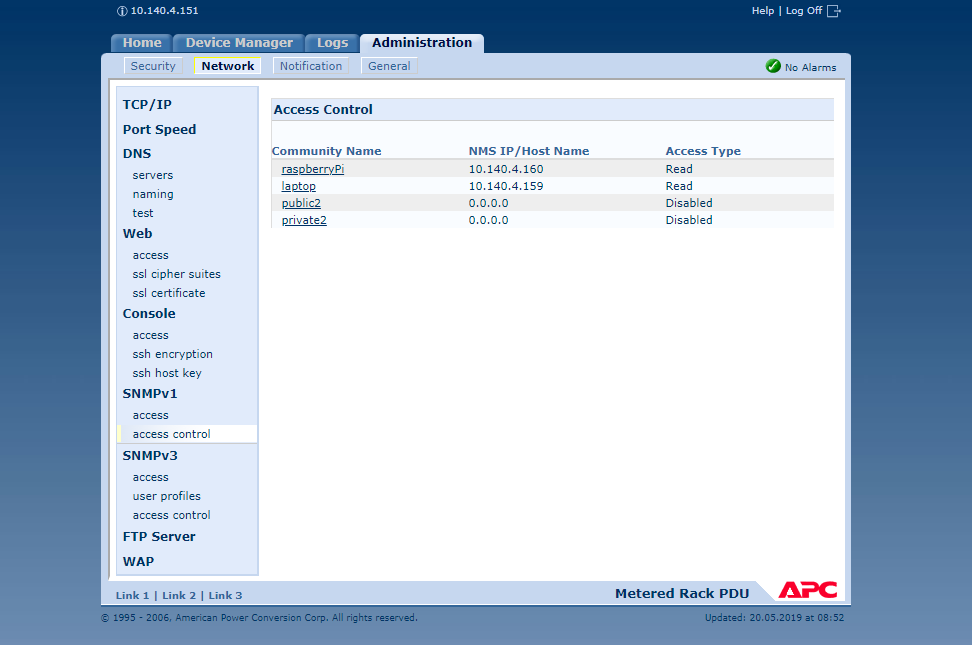 10.140.4.151 Help | Log Off
Home Device Manager Logs Administration
Security Network Notification General No Alarms
TCP/IP
Port Speed
DNS
servers
naming
test
Web
access
ssl cipher suites
ssl certificate
Console
access
ssh encryption
ssh host key
SNMPv1
access
access control
SNMPv3
access
user profiles
access control
FTP Server
WAP
Access Control
Community Name NMS IP/Host Name Access Type
raspberryPi 10.140.4.160 Read
laptop 10.140.4.159 Read
public2 0.0.0.0 Disabled
private2 0.0.0.0 Disabled
Link 1 | Link 2 | Link 3 Metered Rack PDU APC
© 1995 - 2006, American Power Conversion Corp. All rights reserved. Updated: 20.05.2019 at 08:52